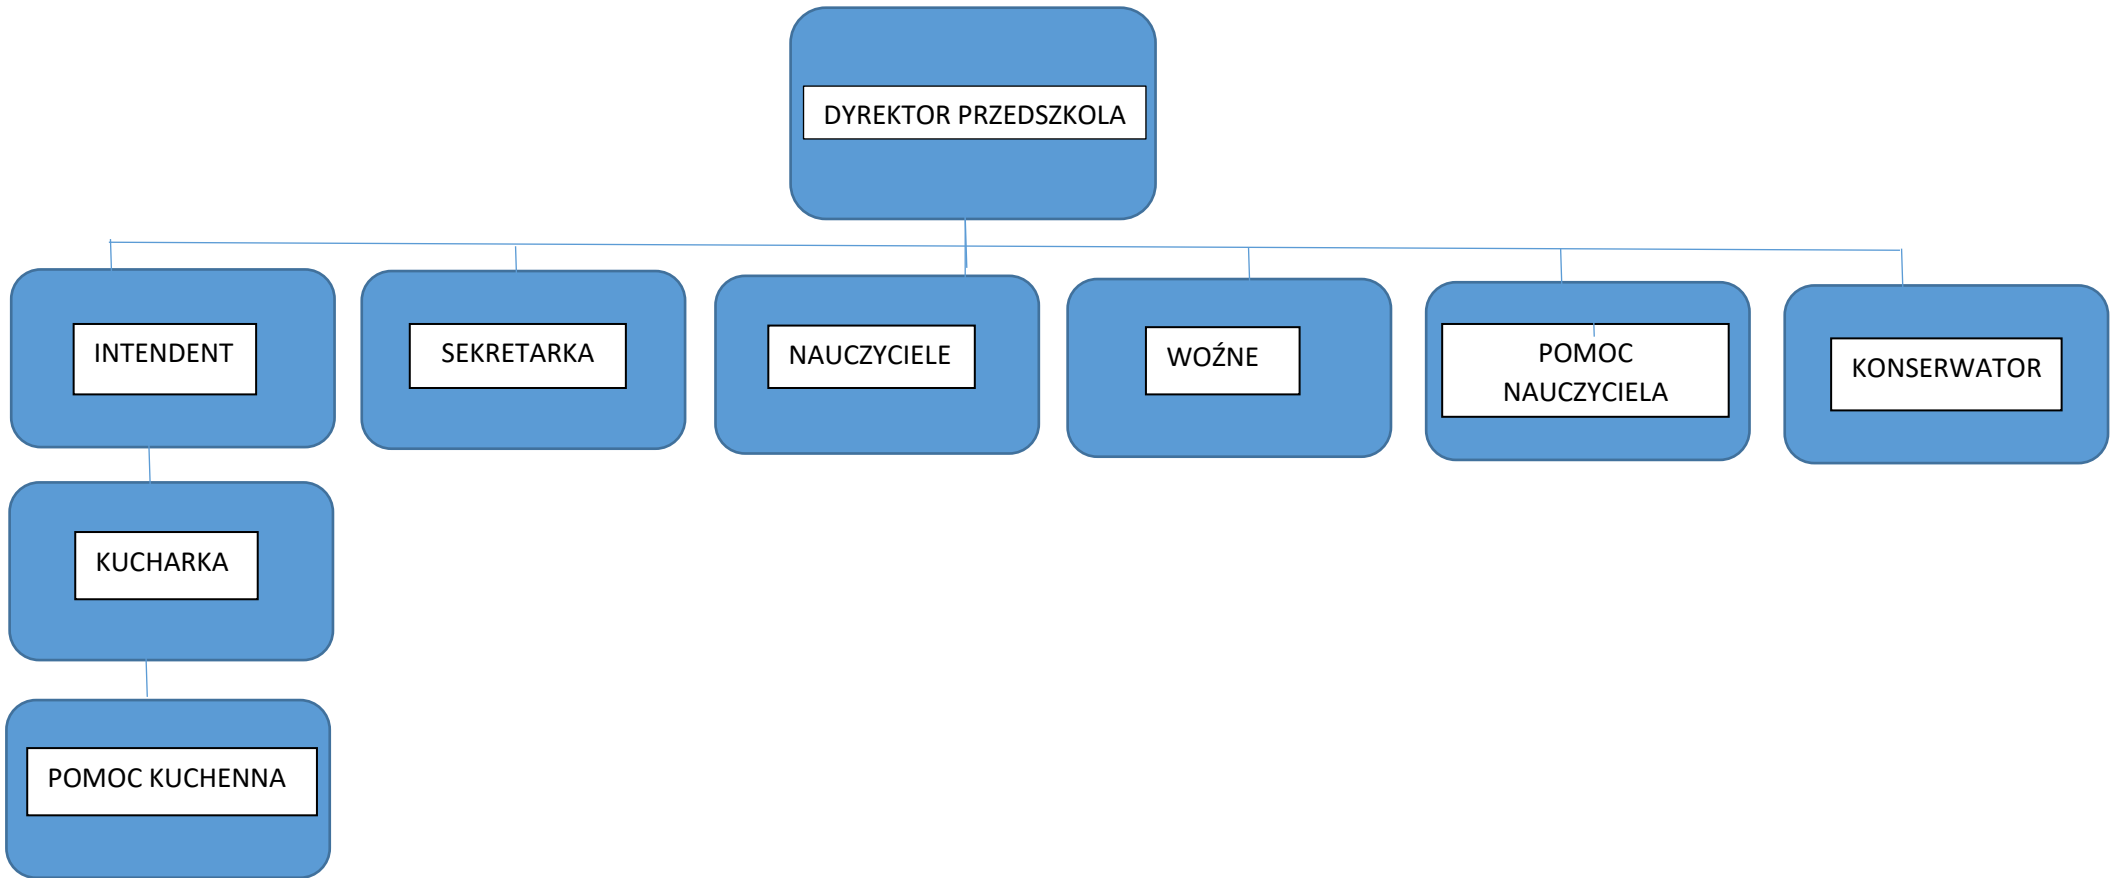 DYREKTOR PRZEDSZKOLA
INTENDENT
SEKRETARKA
NAUCZYCIELE
WOŹNE
POMOC
NAUCZYCIELA
KONSERWATOR
KUCHARKA
POMOC KUCHENNA